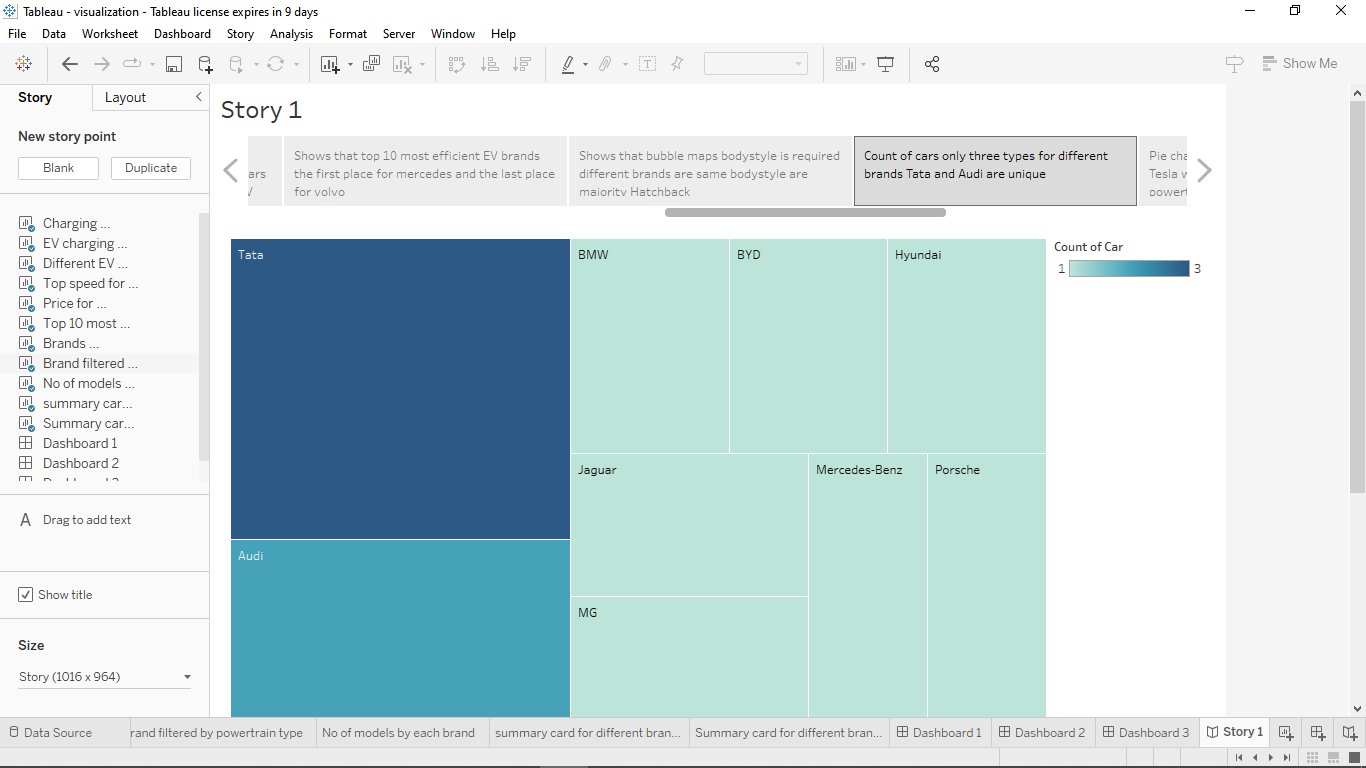 Tableau - visualization - Tableau license expires in 9 days
File Data Worksheet Dashboard Story Analysis Format Server Window Help
Show Me
Story Layout
New story point
Blank Duplicate
Charging ...
EV charging ...
Different EV ...
Top speed for ...
Price for ...
Top 10 most ...
Brands ...
Brand filtered ...
No of models ...
summary car...
Summary car...
Dashboard 1
Dashboard 2
A Drag to add text
Show title
Size
Story (1016 x 964)
Story 1
Shows that top 10 most efficient EV brands
the first place for mercedes and the last place
for volvo
Shows that bubble maps bodystyle is required
different brands are same bodystyle are
majority Hatchback
Count of cars only three types for different
brands Tata and Audi are unique
Pie cha
Tesla w
powert
Tata
BMW
BYD
Hyundai
Audi
Jaguar
Mercedes-Benz
Porsche
MG
Count of Car
1 3
Data Source
rand filtered by powertrain type
No of models by each brand
summary card for different bran...
Summary card for different bran...
Dashboard 1
Dashboard 2
Dashboard 3
Story 1